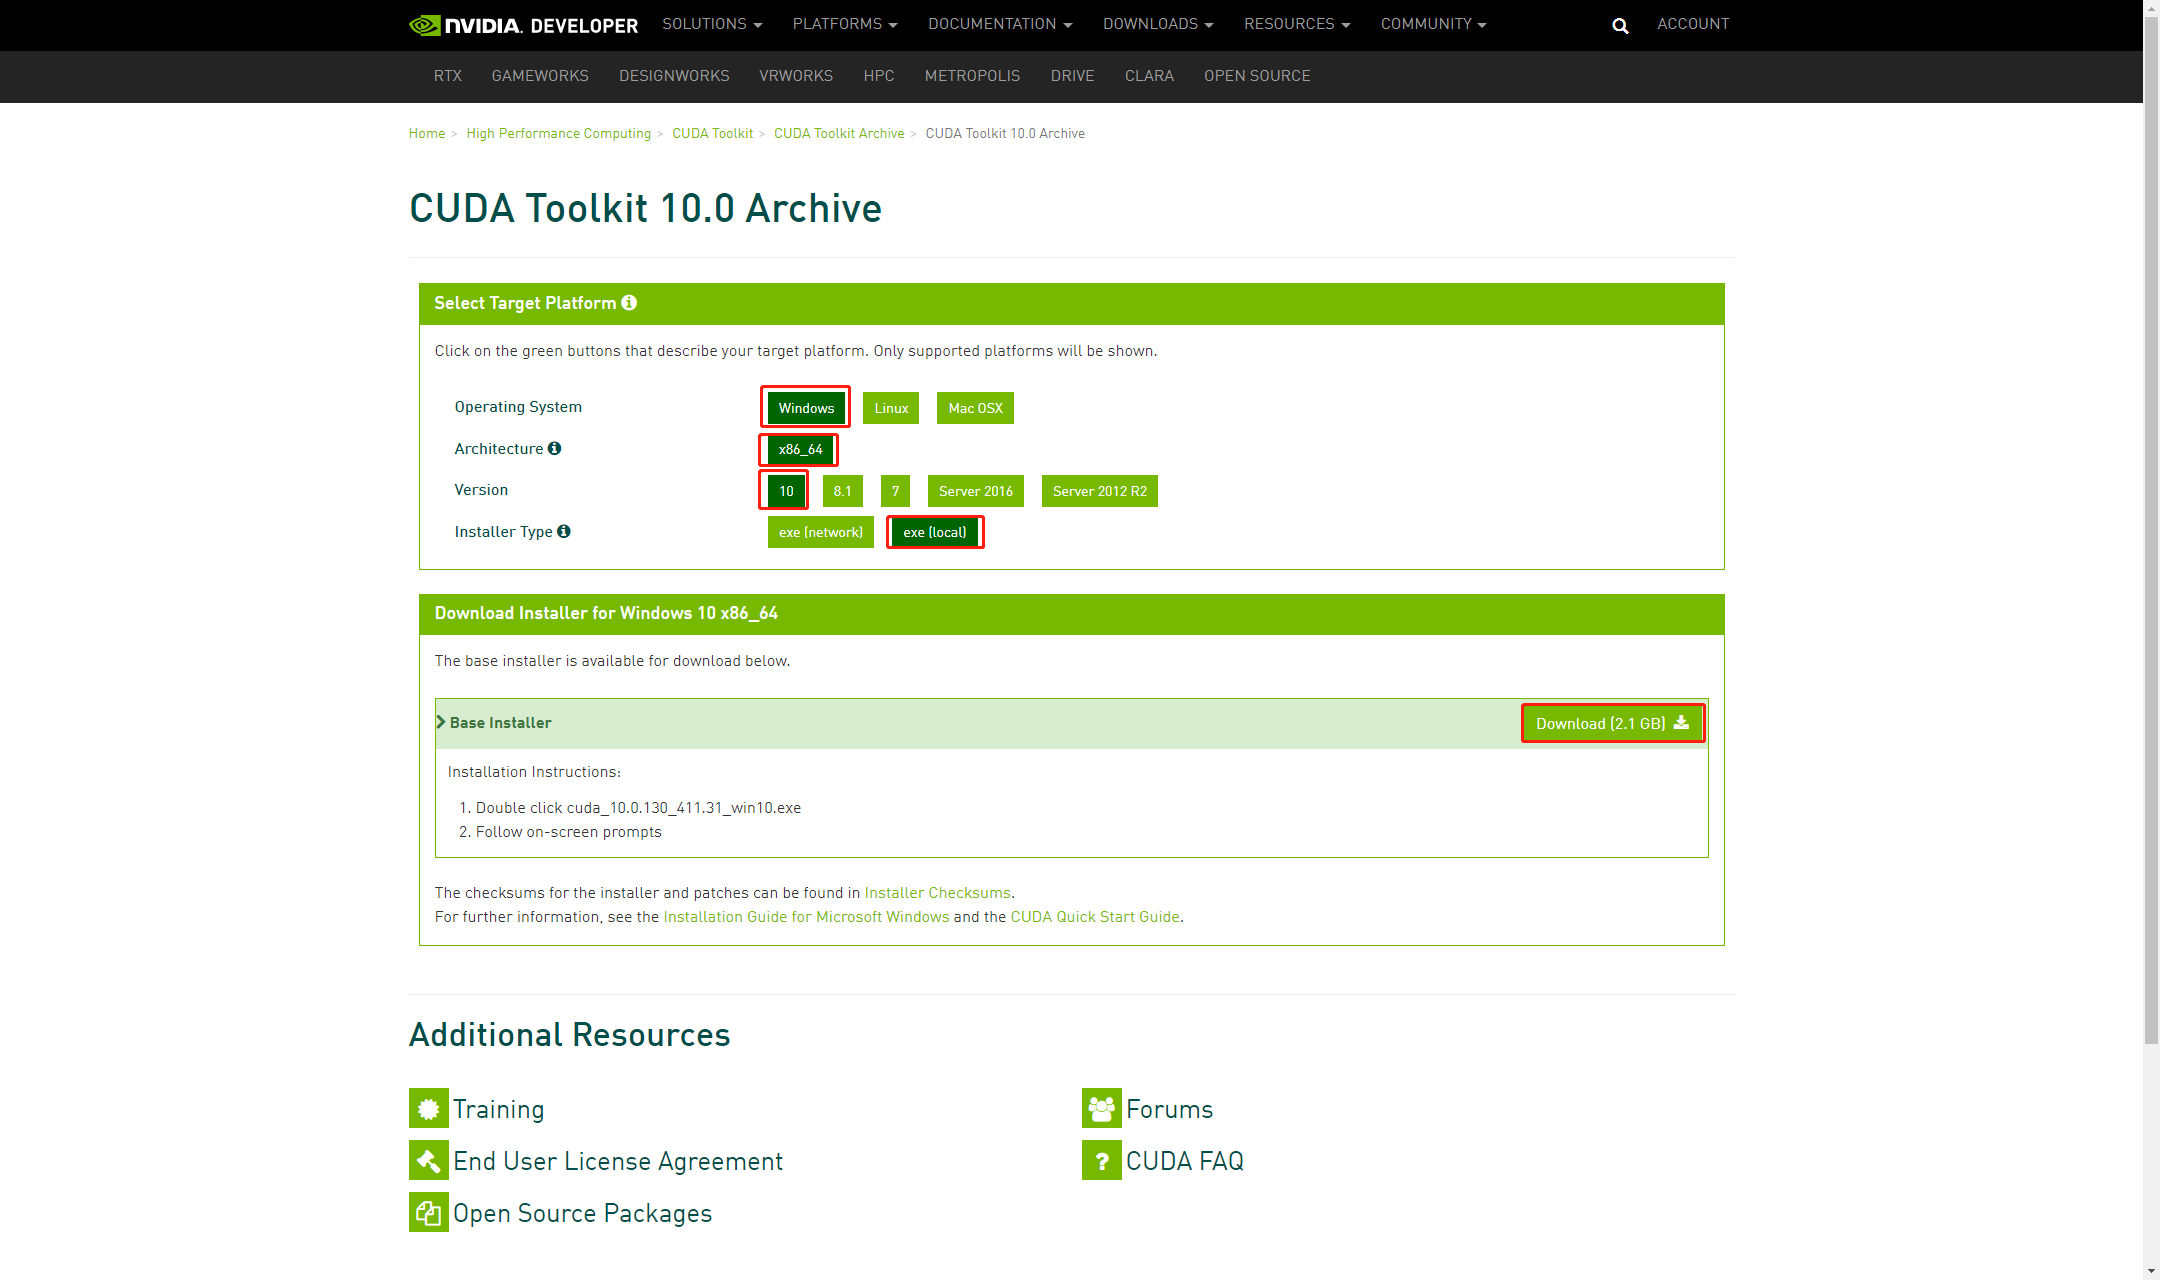 NVIDIA. DEVELOPER SOLUTIONS PLATFORMS DOCUMENTATION DOWNLOADS RESOURCES COMMUNITY ACCOUNT
RTX GAMEWORKS DESIGNWORKS VRWORKS HPC METROPOLIS DRIVE CLARA OPEN SOURCE
Home > High Performance Computing > CUDA Toolkit > CUDA Toolkit Archive > CUDA Toolkit 10.0 Archive
CUDA Toolkit 10.0 Archive
Select Target Platform
Click on the green buttons that describe your target platform. Only supported platforms will be shown.
Operating System Windows Linux Mac OSX
Architecture x86_64
Version 10 8.1 7 Server 2016 Server 2012 R2
Installer Type exe (network) exe (local)
Download Installer for Windows 10 x86_64
The base installer is available for download below.
Base Installer Download (2.1 GB)
Installation Instructions:
1. Double click cuda_10.0.130_411.31_win10.exe
2. Follow on-screen prompts
The checksums for the installer and patches can be found in Installer Checksums.
For further information, see the Installation Guide for Microsoft Windows and the CUDA Quick Start Guide.
Additional Resources
Training
Forums
End User License Agreement
? CUDA FAQ
Open Source Packages